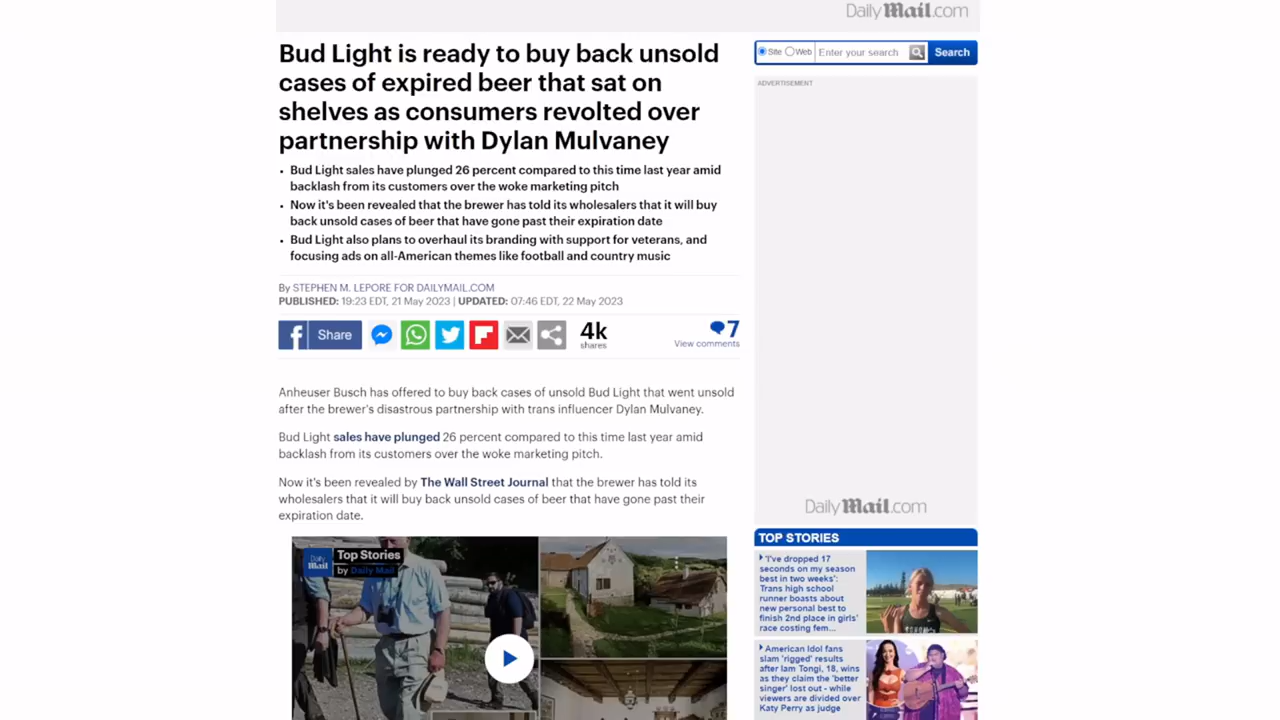 DailyMail.com
Bud Light is ready to buy back unsold
cases of expired beer that sat on
shelves as consumers revolted over
partnership with Dylan Mulvaney
• Bud Light sales have plunged 26 percent compared to this time last year amid
backlash from its customers over the woke marketing pitch
• Now it's been revealed that the brewer has told its wholesalers that it will buy
back unsold cases of beer that have gone past their expiration date
• Bud Light also plans to overhaul its branding with support for veterans, and
focusing ads on all-American themes like football and country music
By STEPHEN M. LEPORE FOR DAILYMAIL.COM
PUBLISHED: 19:23 EDT, 21 May 2023 | UPDATED: 07:46 EDT, 22 May 2023
Share
4k
shares
7
View comments
Anheuser Busch has offered to buy back cases of unsold Bud Light that went unsold
after the brewer's disastrous partnership with trans influencer Dylan Mulvaney.
Bud Light sales have plunged 26 percent compared to this time last year amid
backlash from its customers over the woke marketing pitch.
Now it's been revealed by The Wall Street Journal that the brewer has told its
wholesalers that it will buy back unsold cases of beer that have gone past their
expiration date.
Daily Mail
Top Stories
by Daily Mail
Site Web Enter your search Search
ADVERTISEMENT
DailyMail.com
TOP STORIES
'I've dropped 17
seconds on my season
best in two weeks':
Trans high school
runner boasts about
new personal best to
finish 2nd place in girls'
race costing fem...
American Idol fans
slam 'rigged' results
after Iam Tongi, 18, wins
as they claim the 'better
singer' lost out - while
viewers are divided over
Katy Perry as judge